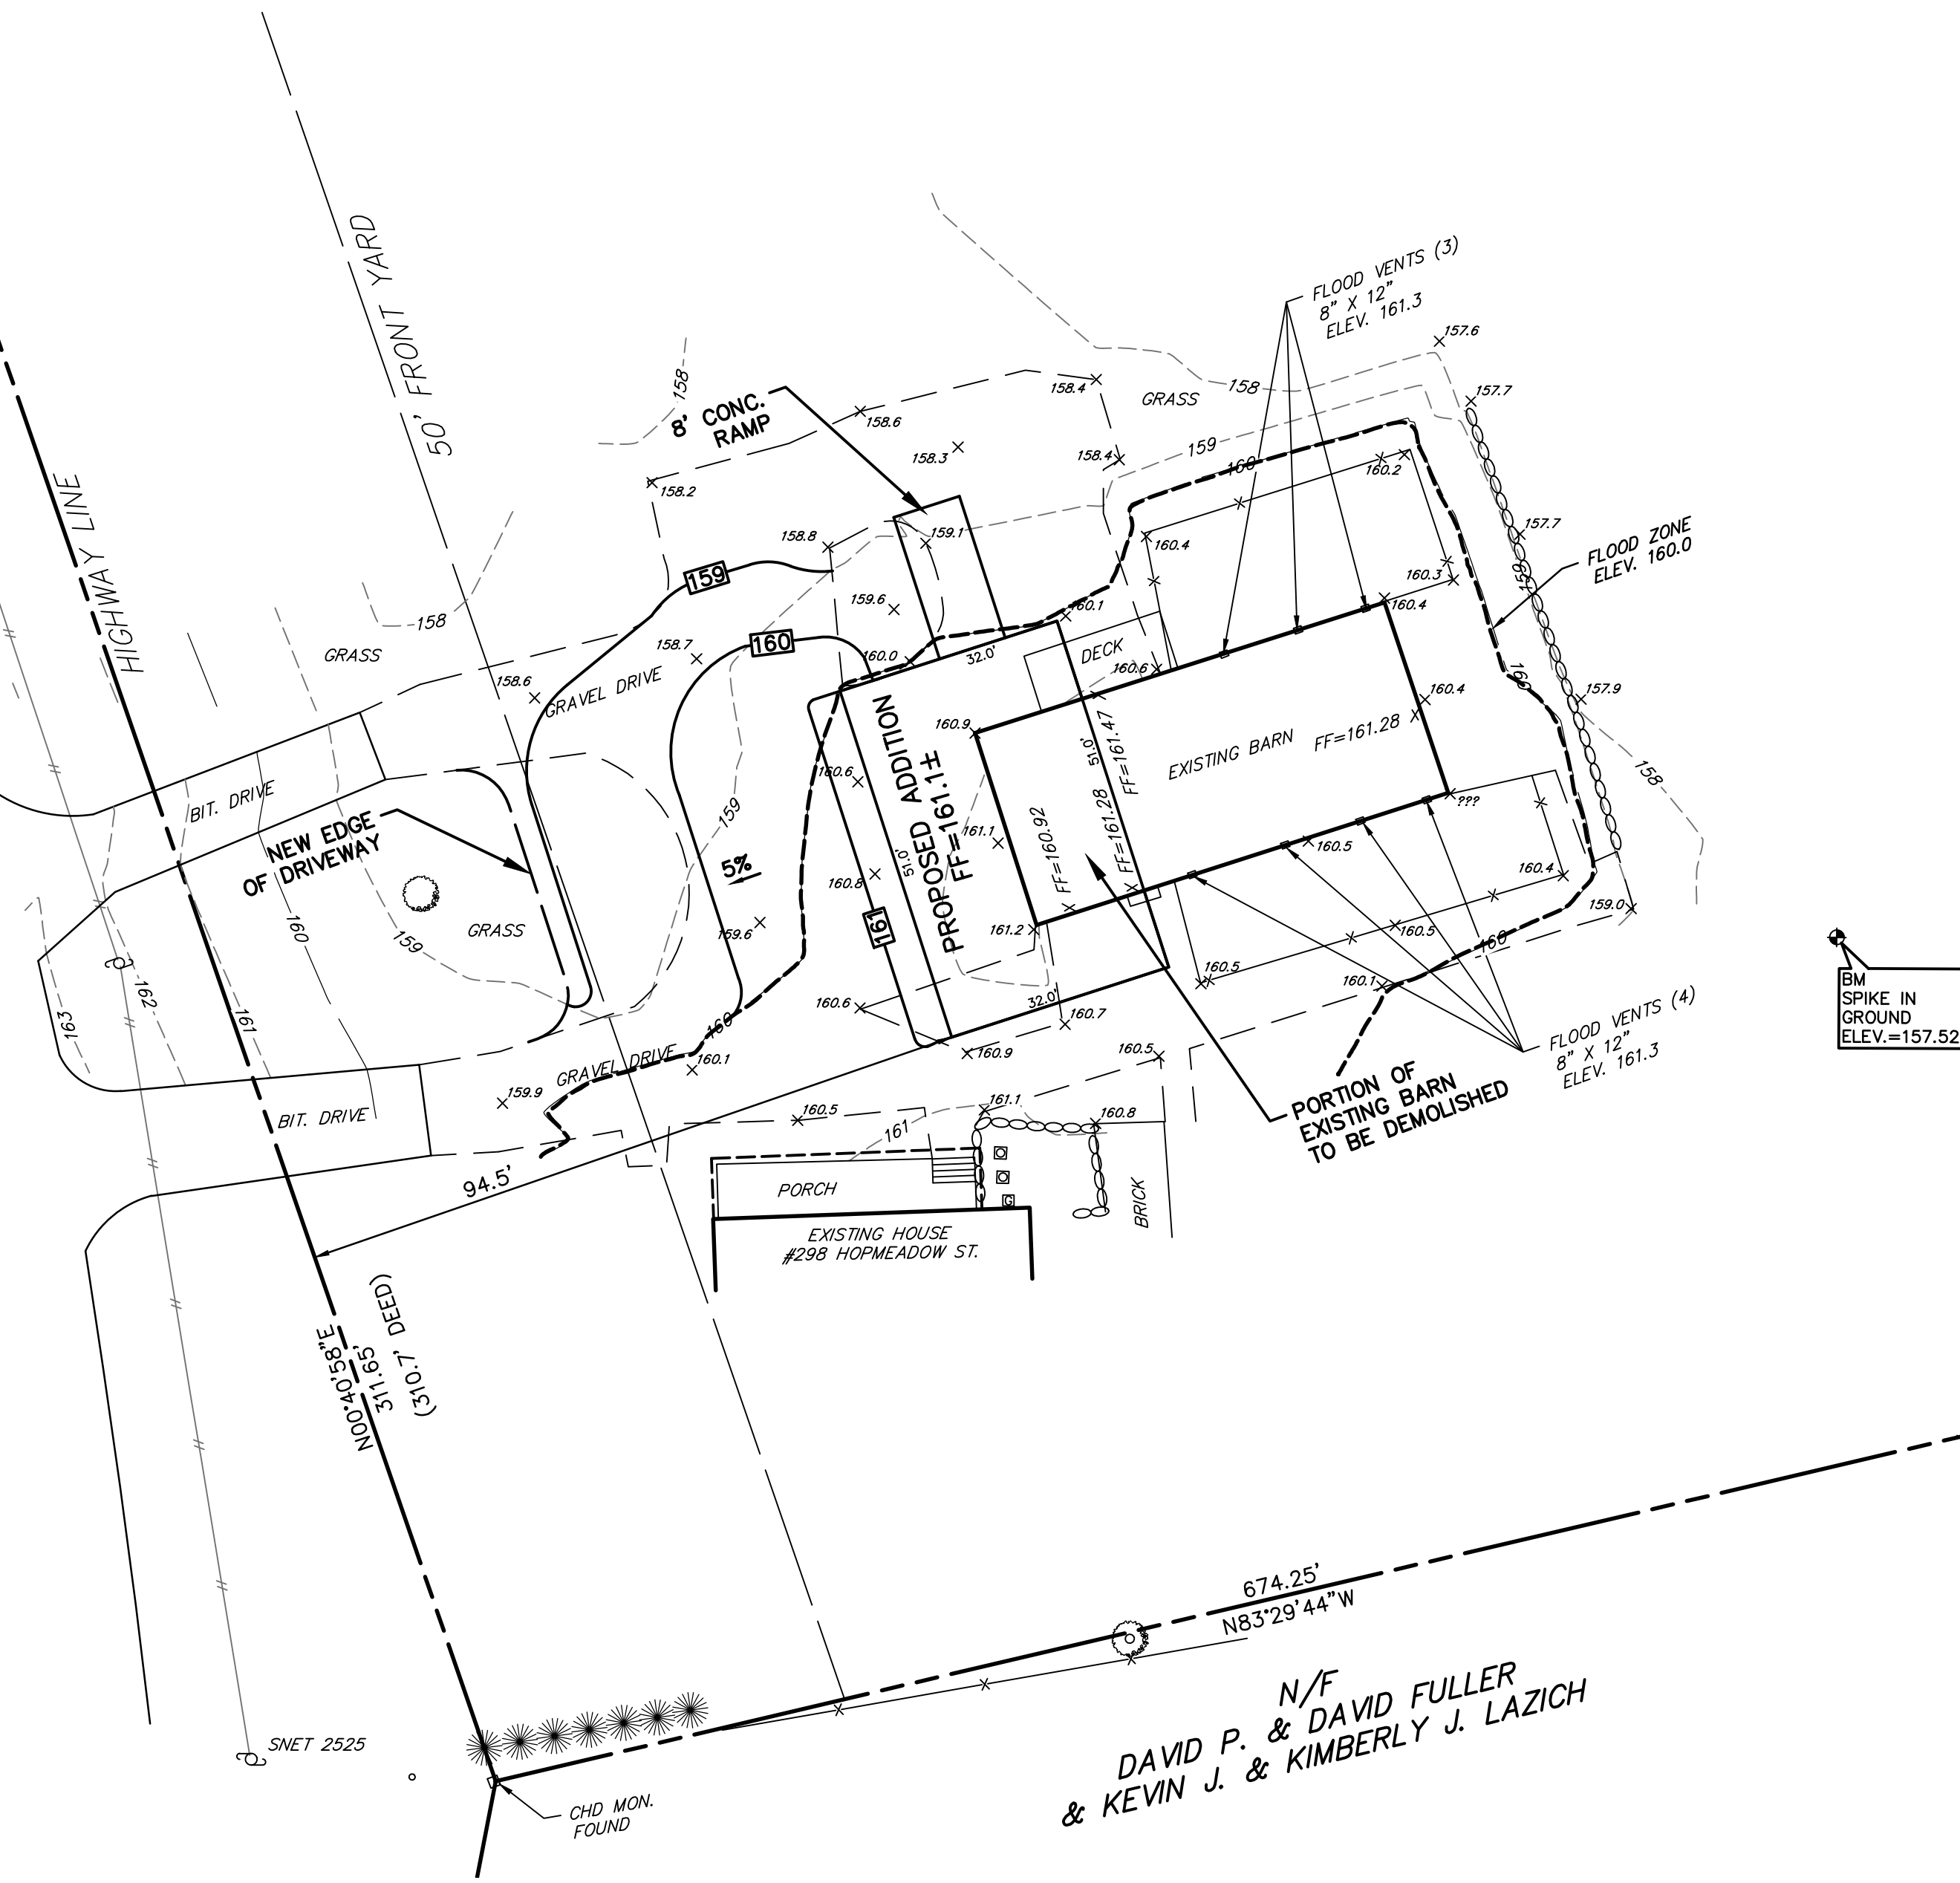 HIGHWAY LINE
50' FRONT YARD
FLOOD VENTS (3)
8" X 12"
ELEV. 161.3
157.6
157.7
158
158
158.4
GRASS
8' CONC.
RAMP
158.6
158.3
158.4
159
160
160.2
158.2
157.7
FLOOD ZONE
ELEV. 160.0
159
158.8
159.1
160.4
160.3
160.4
159
159.6
160.1
158
GRASS
158.7
160
160.0
32.0'
DECK
160.6
160
158.6
GRAVEL DRIVE
157.9
160.9
160.4
BIT. DRIVE
160.6
PROPOSED ADDITION
FF=161.1±
51.0'
51.0'
FF=161.47
EXISTING BARN
FF=161.28
158
NEW EDGE
OF DRIVEWAY
159
161.1
FF=160.92
FF=161.28
???
5%
160.8
160.5
160.4
160
159
GRASS
159.6
161
161.2
160.5
159.0
160
BM
SPIKE IN
GROUND
ELEV.=157.52
163
162
161
160.6
32.0'
160.7
160.5
160.1
160
GRAVEL DRIVE
160.1
160.9
160.5
FLOOD VENTS (4)
8" X 12"
ELEV. 161.3
159.9
BIT. DRIVE
160.5
161
161.1
160.8
PORTION OF
EXISTING BARN
TO BE DEMOLISHED
94.5'
PORCH
G
BRICK
EXISTING HOUSE
#298 HOPMEADOW ST.
N00°40'58"E
311.65'
(310.7' DEED)
674.25'
N83°29'44"W
N/F
DAVID P. & DAVID FULLER
& KEVIN J. & KIMBERLY J. LAZICH
SNET 2525
CHD MON.
FOUND